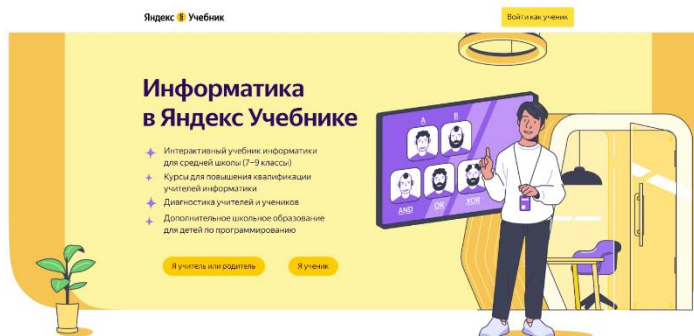 Яндекс Учебник
Войти как ученик
Информатика
в Яндекс Учебнике
Интерактивный учебник информатики
для средней школы (7–9 классы)
Курсы для повышения квалификации
учителей информатики
Диагностика учителей и учеников
Дополнительное школьное образование
для детей по программированию
Я учитель или родитель
Я ученик
A B
AND OR XOR